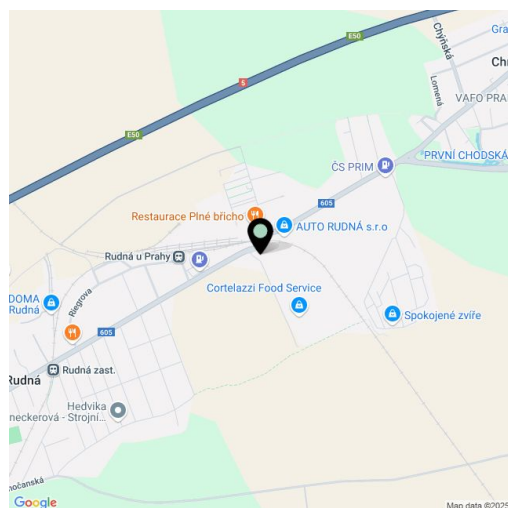 E50
Gra
Chýnská
Chr
5
Lomená
VAFO PRA
E50
PRVNÍ CHODSKÁ
ČS PRIM
605
Restaurace Plné břicho
AUTO RUDNÁ s.r.o
Rudná u Prahy
Cortelazzi Food Service
Riegrova
DOMA
Rudná
Spokojené zvíře
605
Rudná zast.
Rudná
Hedvika
neckerová - Strojní...
nočanská
Google
Map data ©2025